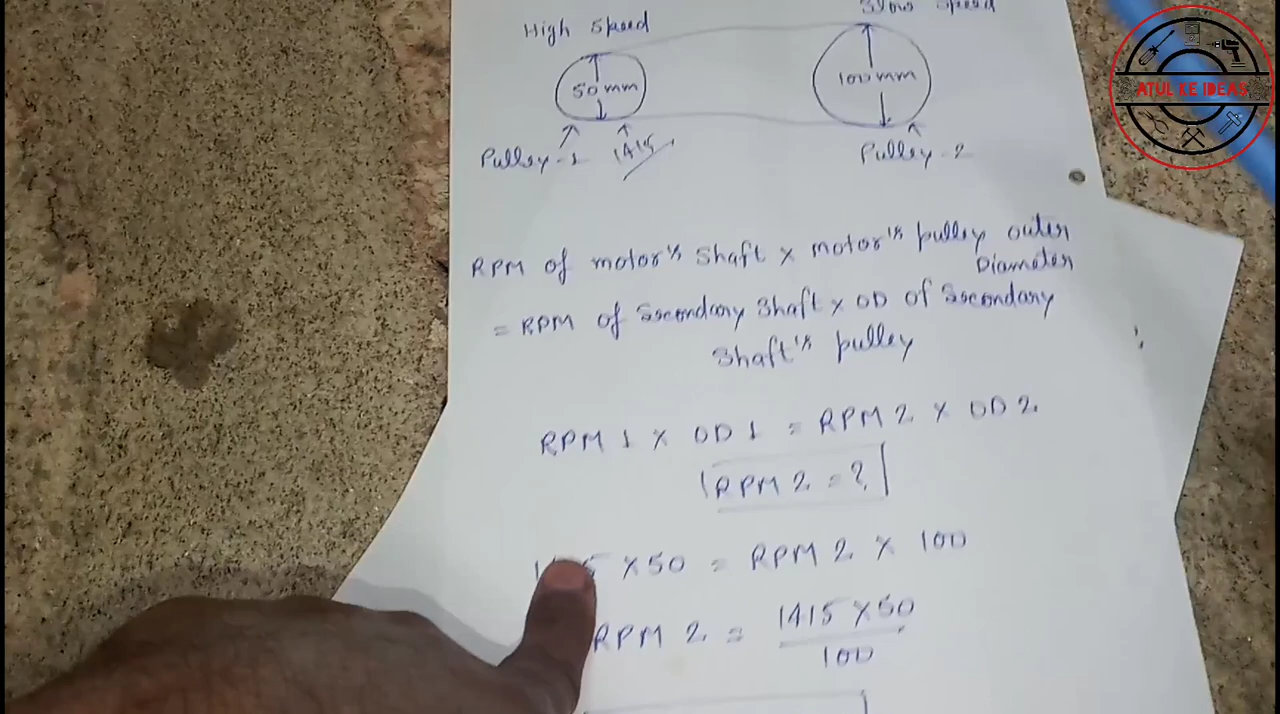 High Speed
Slow Speed
50 mm
100 mm
Pulley-1
1415
Pulley-2
RPM of motor's shaft × motor's pulley outer
Diameter
= RPM of Secondary shaft × OD of Secondary
shaft's pulley
RPM 1 × OD 1 = RPM 2 × OD 2.
RPM 2 = ?
× 50 = RPM 2 × 100
RPM 2 = 1415 × 50
100
ATUL KE IDEAS